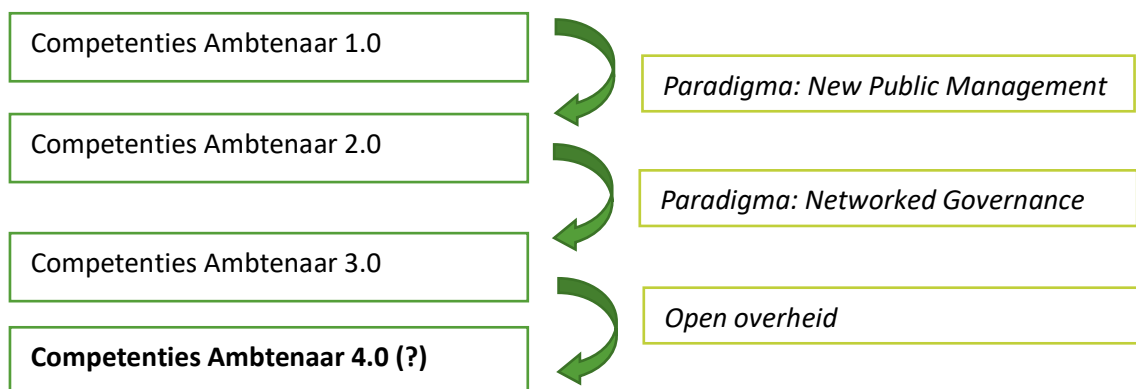 Competenties Ambtenaar 1.0
Paradigma: New Public Management
Competenties Ambtenaar 2.0
Paradigma: Networked Governance
Competenties Ambtenaar 3.0
Open overheid
Competenties Ambtenaar 4.0 (?)